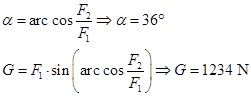 α = arc cos F₂/F₁ ⇒ α = 36°
G = F₁ · sin(arc cos F₂/F₁) ⇒ G = 1234 N